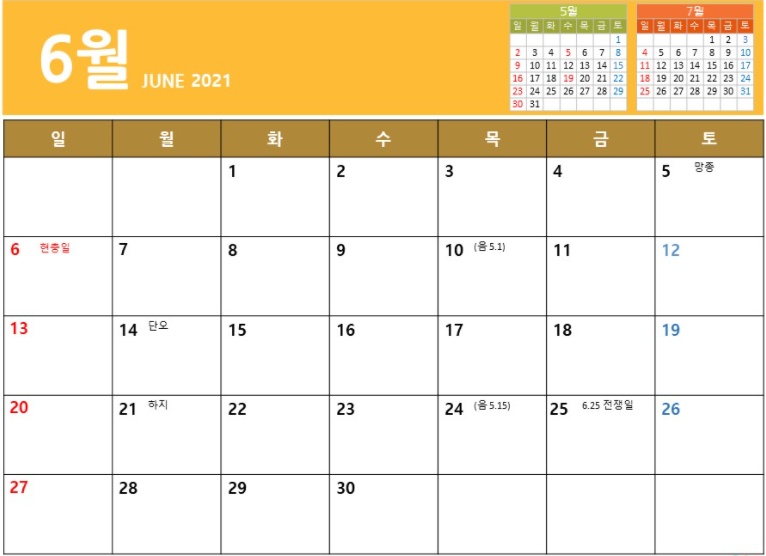 6월 JUNE 2021
5월
일 월 화 수 목 금 토
1
2 3 4 5 6 7 8
9 10 11 12 13 14 15
16 17 18 19 20 21 22
23 24 25 26 27 28 29
30 31
7월
일 월 화 수 목 금 토
1 2 3
4 5 6 7 8 9 10
11 12 13 14 15 16 17
18 19 20 21 22 23 24
25 26 27 28 29 30 31
일 월 화 수 목 금 토
1 2 3 4 5 망종
6 현충일 7 8 9 10 (음 5.1) 11 12
13 14 단오 15 16 17 18 19
20 21 하지 22 23 24 (음 5.15) 25 6.25 전쟁일 26
27 28 29 30